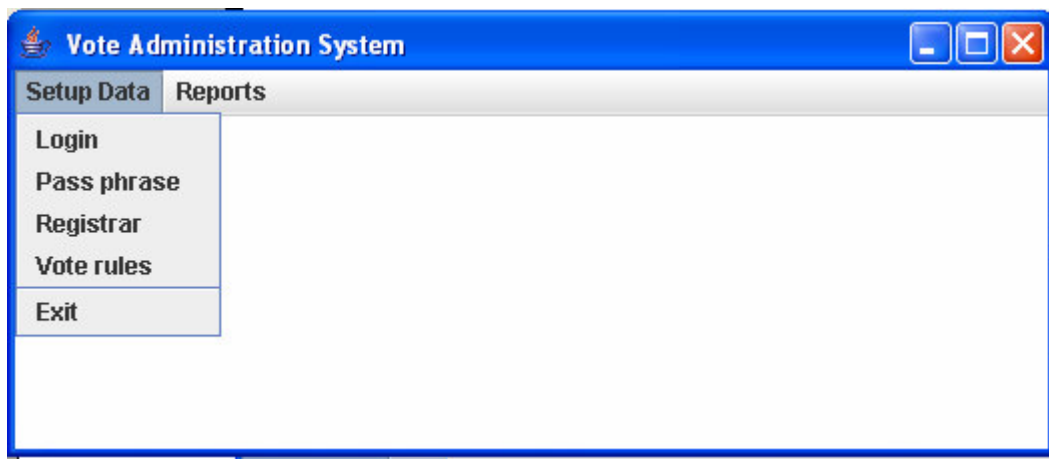 Vote Administration System
Setup Data Reports
Login
Pass phrase
Registrar
Vote rules
Exit